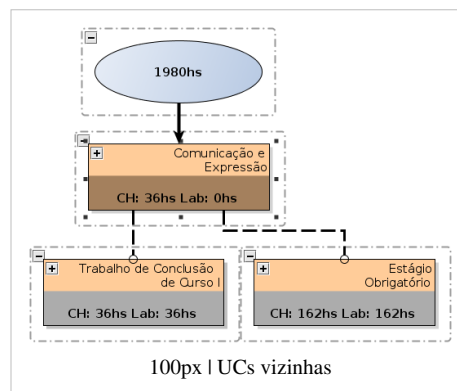 1980hs
Comunicação e
Expressão
CH: 36hs Lab: 0hs
Trabalho de Conclusão
de Curso I
CH: 36hs Lab: 36hs
Estágio
Obrigatório
CH: 162hs Lab: 162hs
100px | UCs vizinhas